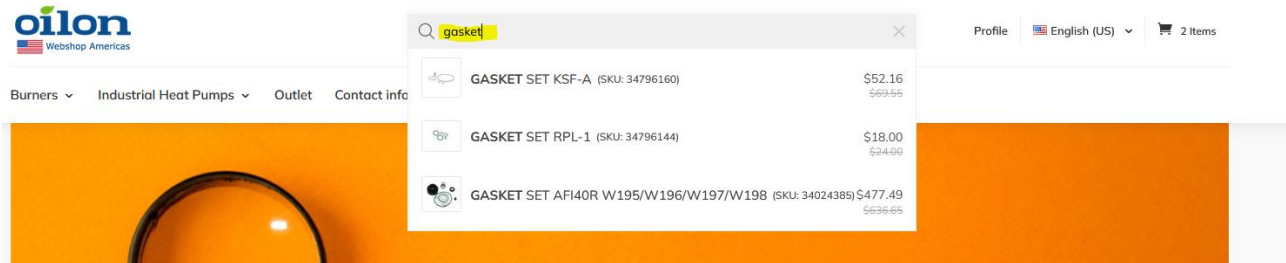 oilon
Webshop Americas
gasket
Profile
English (US)
2 Items
Burners
Industrial Heat Pumps
Outlet
Contact info
GASKET SET KSF-A (SKU: 34796160)
$52.16
$69.55
GASKET SET RPL-1 (SKU: 34796144)
$18.00
$24.00
GASKET SET AFI40R W195/W196/W197/W198 (SKU: 34024385) $477.49
$636.65